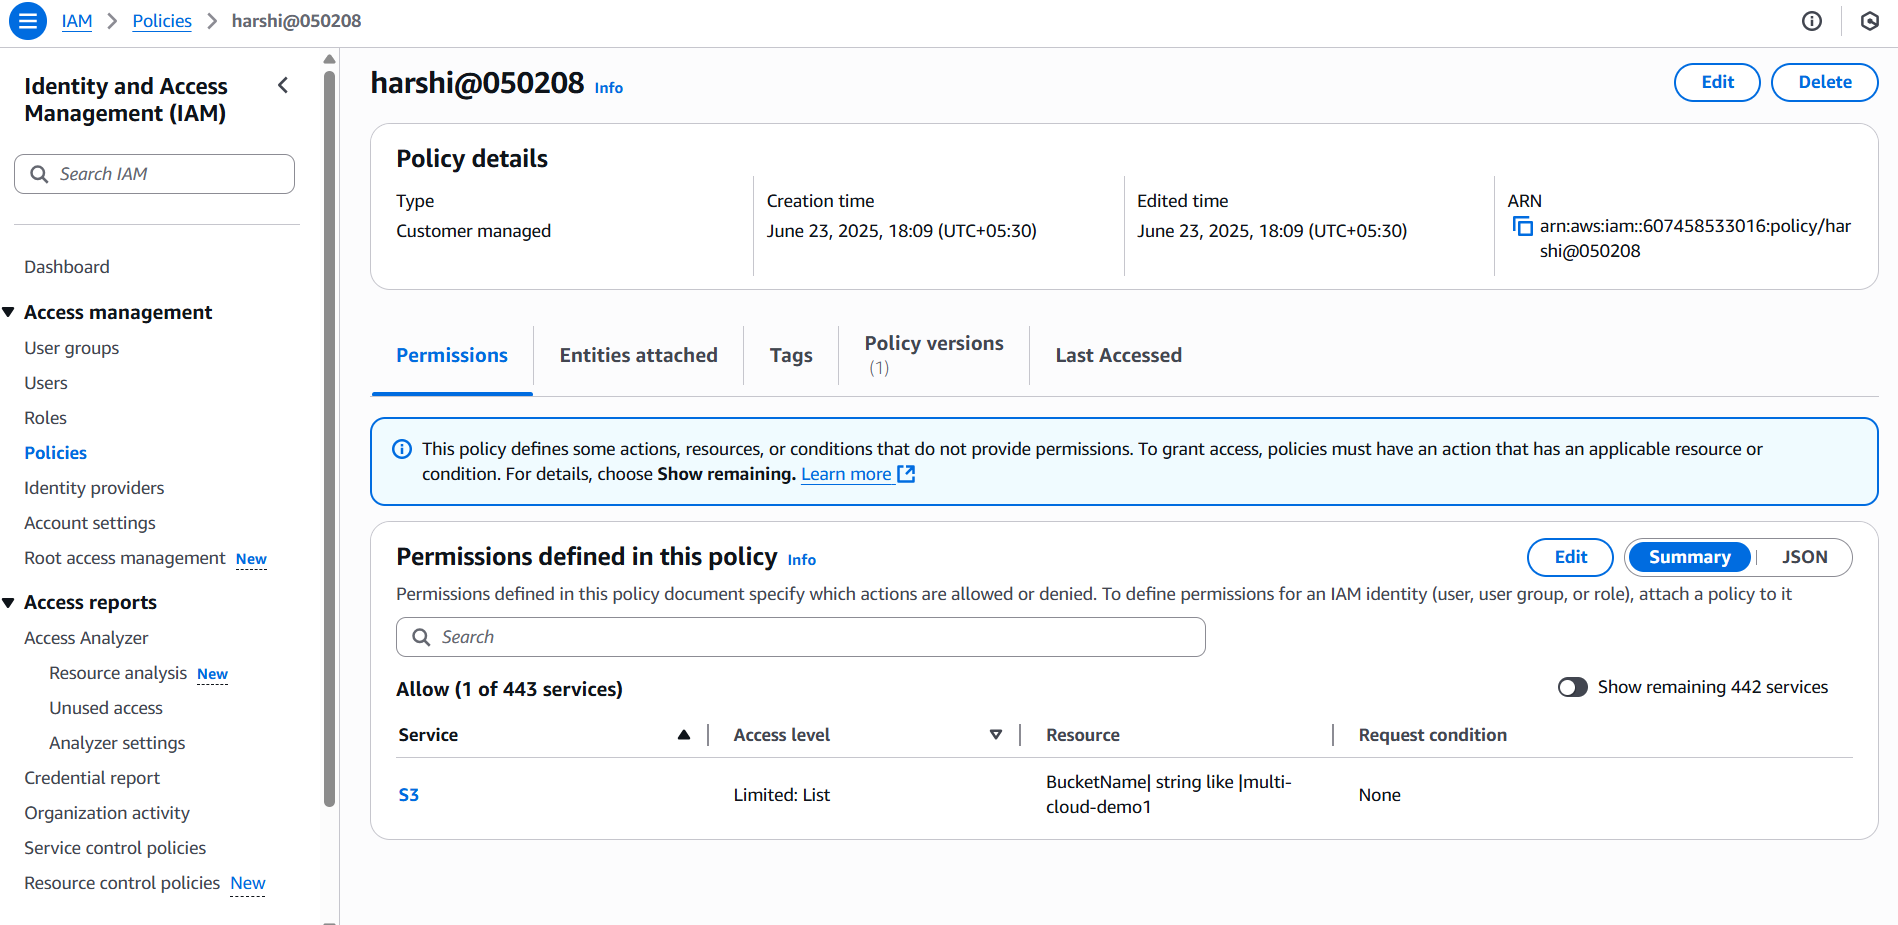 IAM > Policies > harshi@050208
Identity and Access
Management (IAM)
Search IAM
Dashboard
Access management
User groups
Users
Roles
Policies
Identity providers
Account settings
Root access management New
Access reports
Access Analyzer
Resource analysis New
Unused access
Analyzer settings
Credential report
Organization activity
Service control policies
Resource control policies New
harshi@050208 Info
Edit Delete
Policy details
Type
Customer managed
Creation time
June 23, 2025, 18:09 (UTC+05:30)
Edited time
June 23, 2025, 18:09 (UTC+05:30)
ARN
arn:aws:iam::607458533016:policy/har
shi@050208
Permissions
Entities attached
Tags
Policy versions
(1)
Last Accessed
This policy defines some actions, resources, or conditions that do not provide permissions. To grant access, policies must have an action that has an applicable resource or
condition. For details, choose Show remaining. Learn more
Permissions defined in this policy Info
Edit Summary JSON
Permissions defined in this policy document specify which actions are allowed or denied. To define permissions for an IAM identity (user, user group, or role), attach a policy to it
Search
Allow (1 of 443 services)
Show remaining 442 services
Service Access level Resource Request condition
S3
Limited: List
BucketName| string like |multi-
cloud-demo1
None